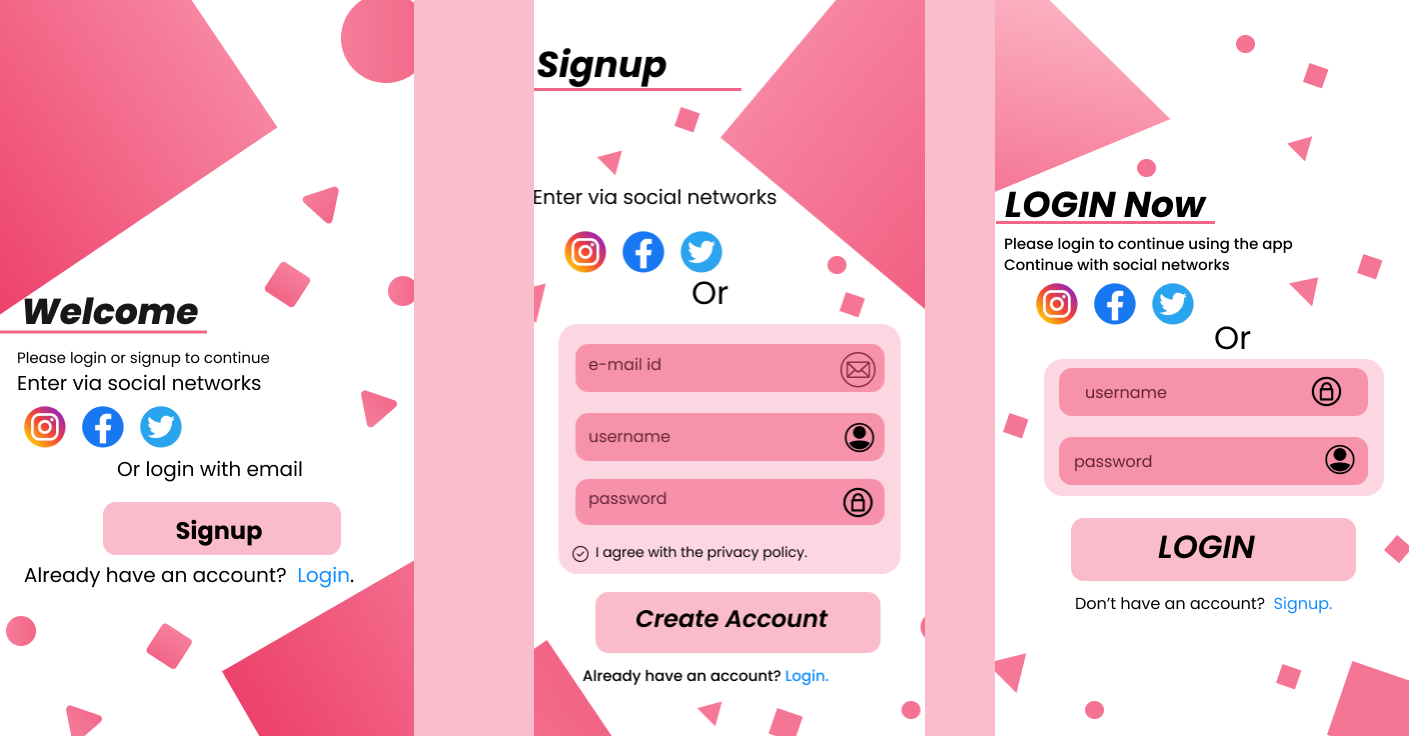 Welcome
Please login or signup to continue
Enter via social networks
Or login with email
Signup
Already have an account? Login.
Signup
Enter via social networks
Or
e-mail id
username
password
I agree with the privacy policy.
Create Account
Already have an account? Login.
LOGIN Now
Please login to continue using the app
Continue with social networks
Or
username
password
LOGIN
Don’t have an account? Signup.